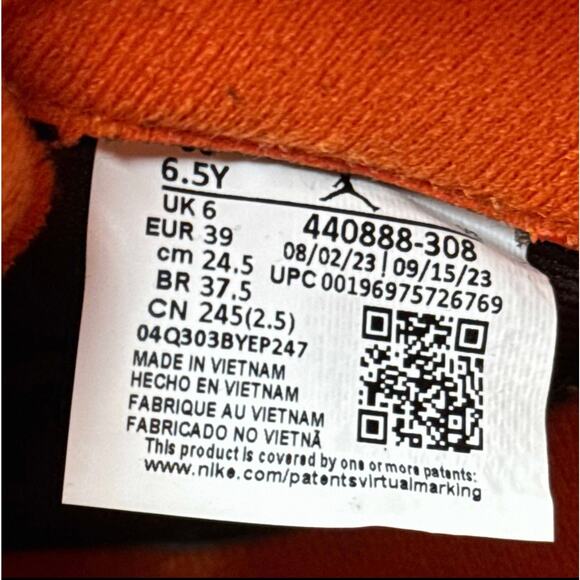 6.5Y
UK 6
EUR 39
cm 24.5
BR 37.5
CN 245(2.5)
440888-308
08/02/23 | 09/15/23
UPC 00196975726769
04Q303BYEP247
MADE IN VIETNAM
HECHO EN VIETNAM
FABRIQUE AU VIETNAM
FABRICADO NO VIETNÃ
This product is covered by one or more patents:
www.nike.com/patentsvirtualmarking